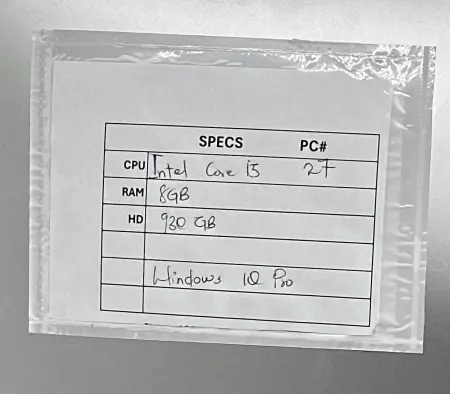 SPECS PC#
CPU Intel Core i5 27
RAM 8GB
HD 930 GB
Windows 10 Pro